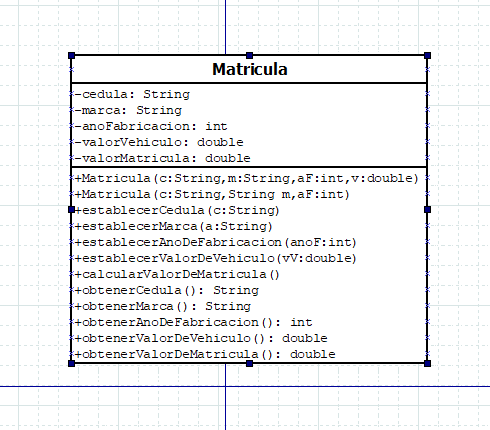 Matricula
-cedula: String
-marca: String
-anoFabricacion: int
-valorVehiculo: double
-valorMatricula: double
+Matricula(c:String,m:String,aF:int,v:double)
+Matricula(c:String,String m,aF:int)
+establecerCedula(c:String)
+establecerMarca(a:String)
+establecerAnoDeFabricacion(anoF:int)
+establecerValorDeVehiculo(vV:double)
+calcularValorDeMatricula()
+obtenerCedula(): String
+obtenerMarca(): String
+obtenerAnoDeFabricacion(): int
+obtenerValorDeVehiculo(): double
+obtenerValorDeMatricula(): double